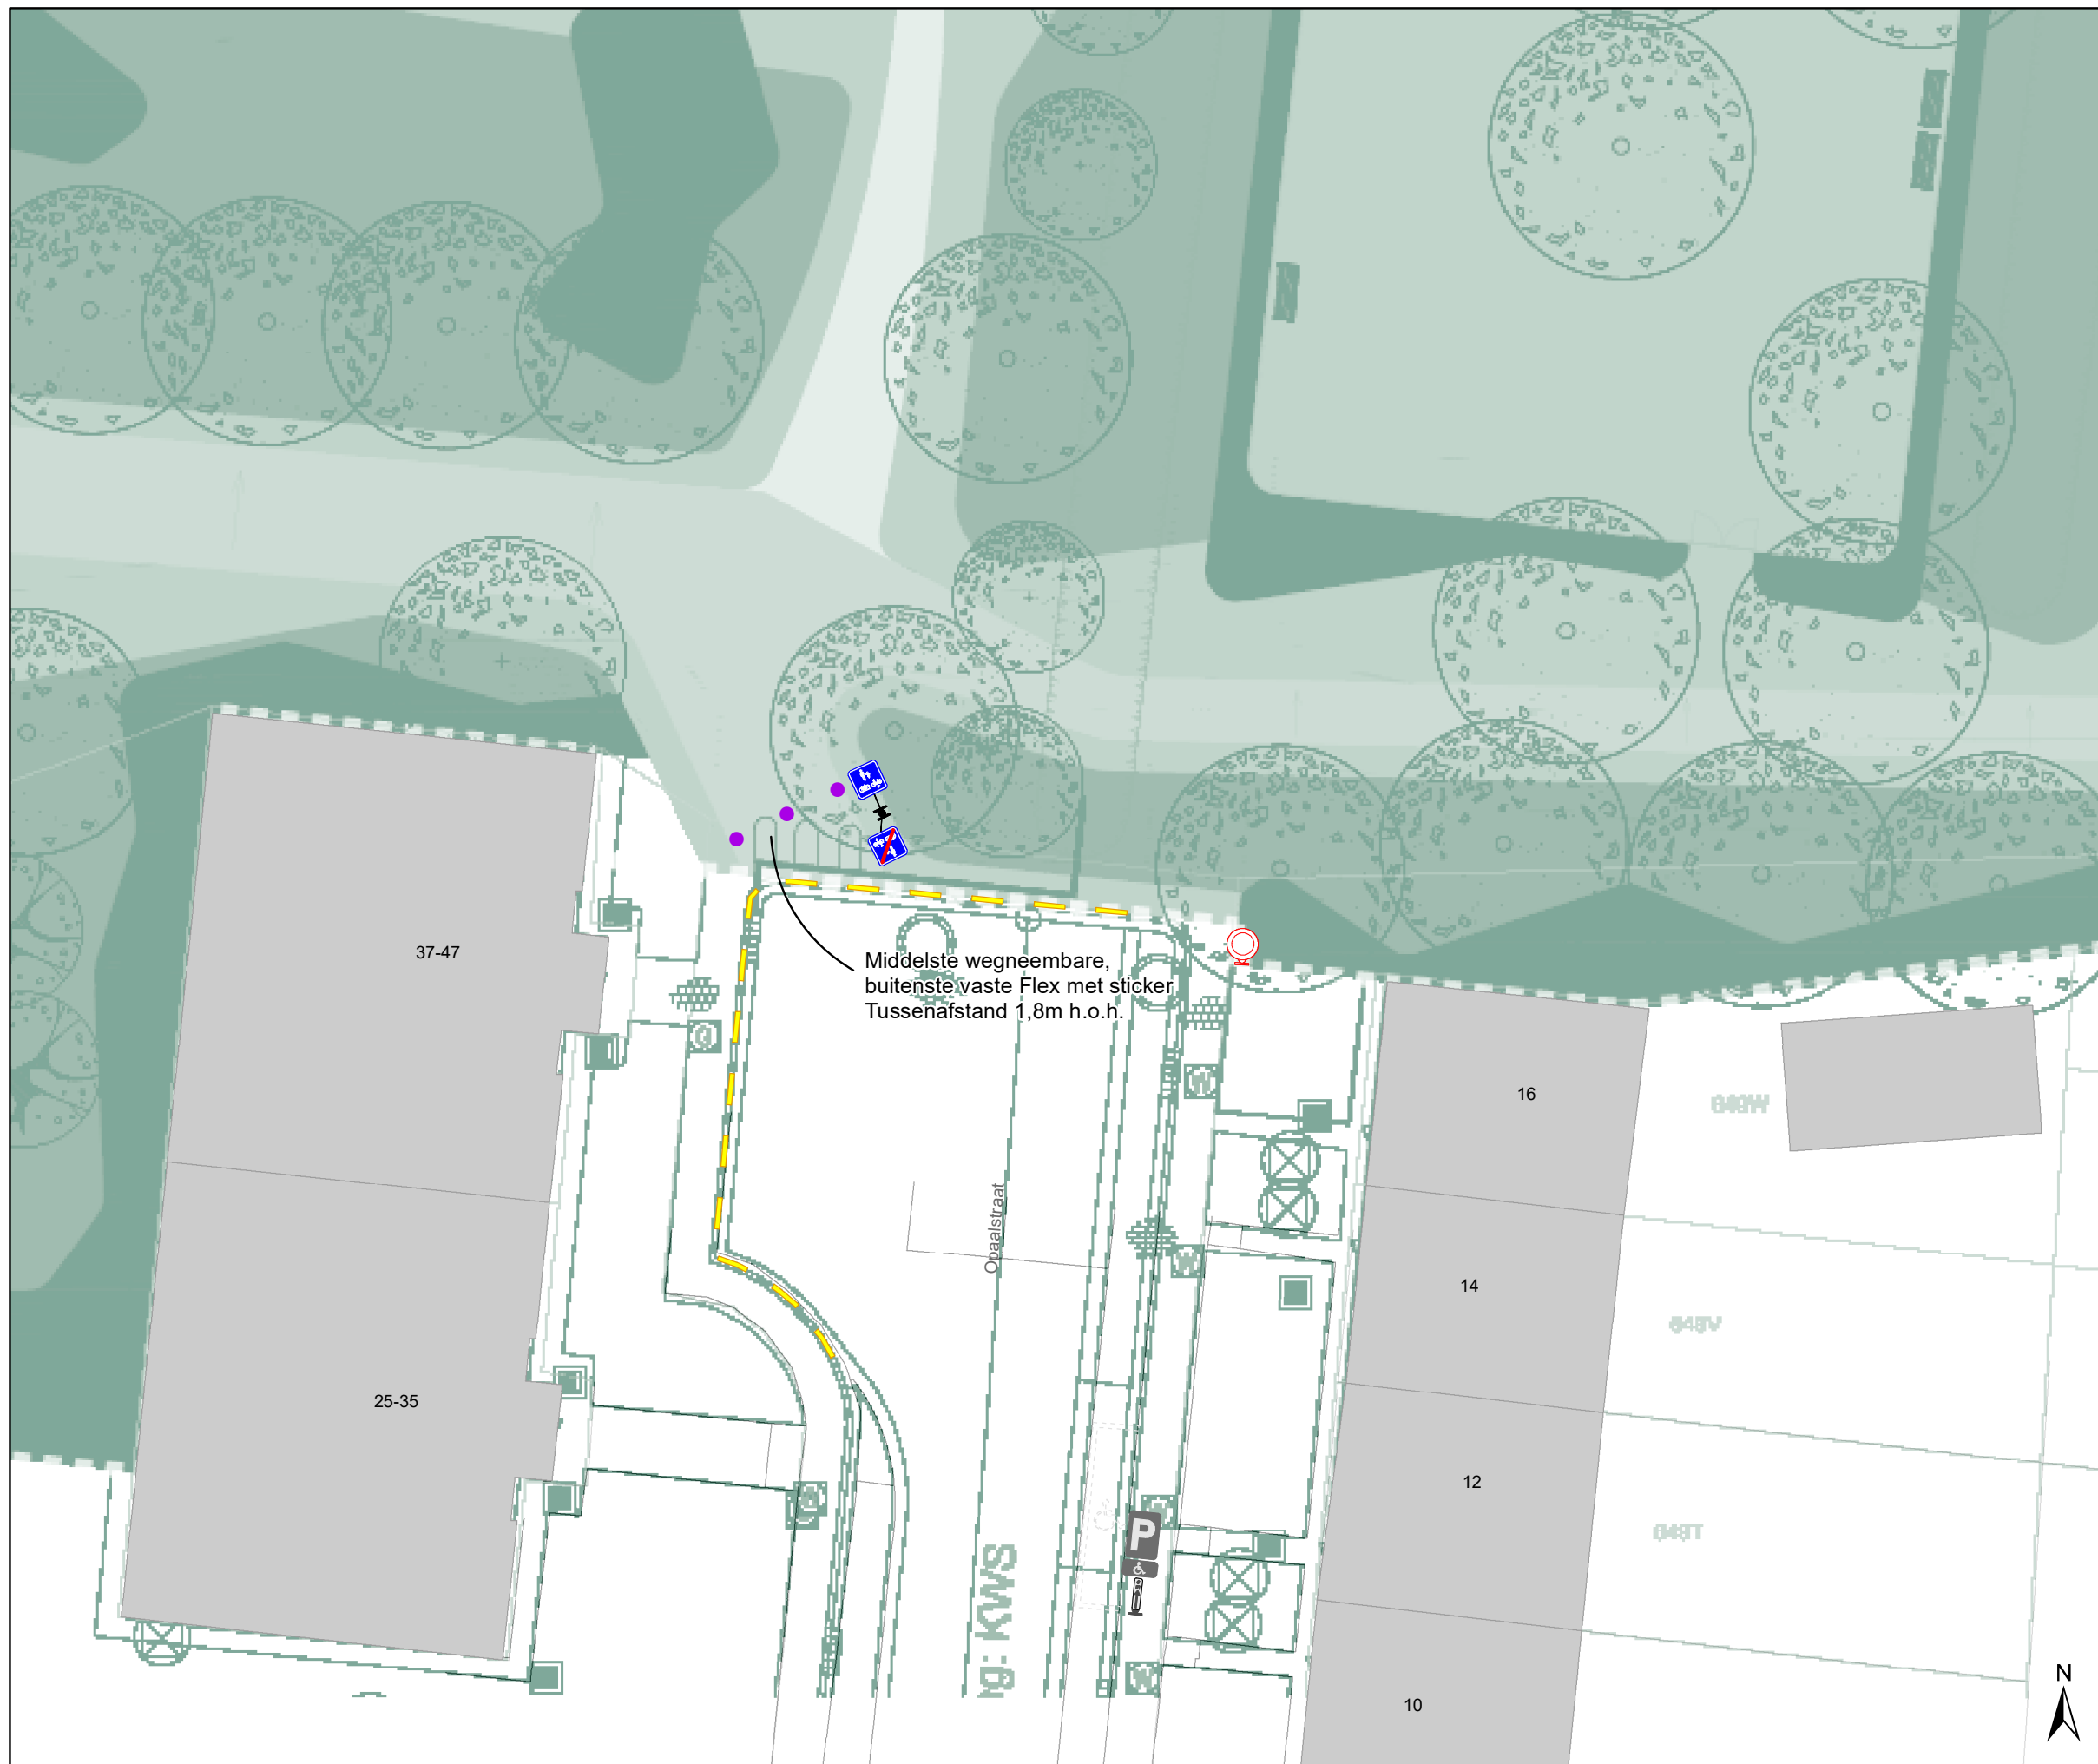 37-47
Middelste wegneembare,
buitenste vaste Flex met sticker
Tussenafstand 1,8m h.o.h.
16
Opaalstraat
14
25-35
12
P
10
N